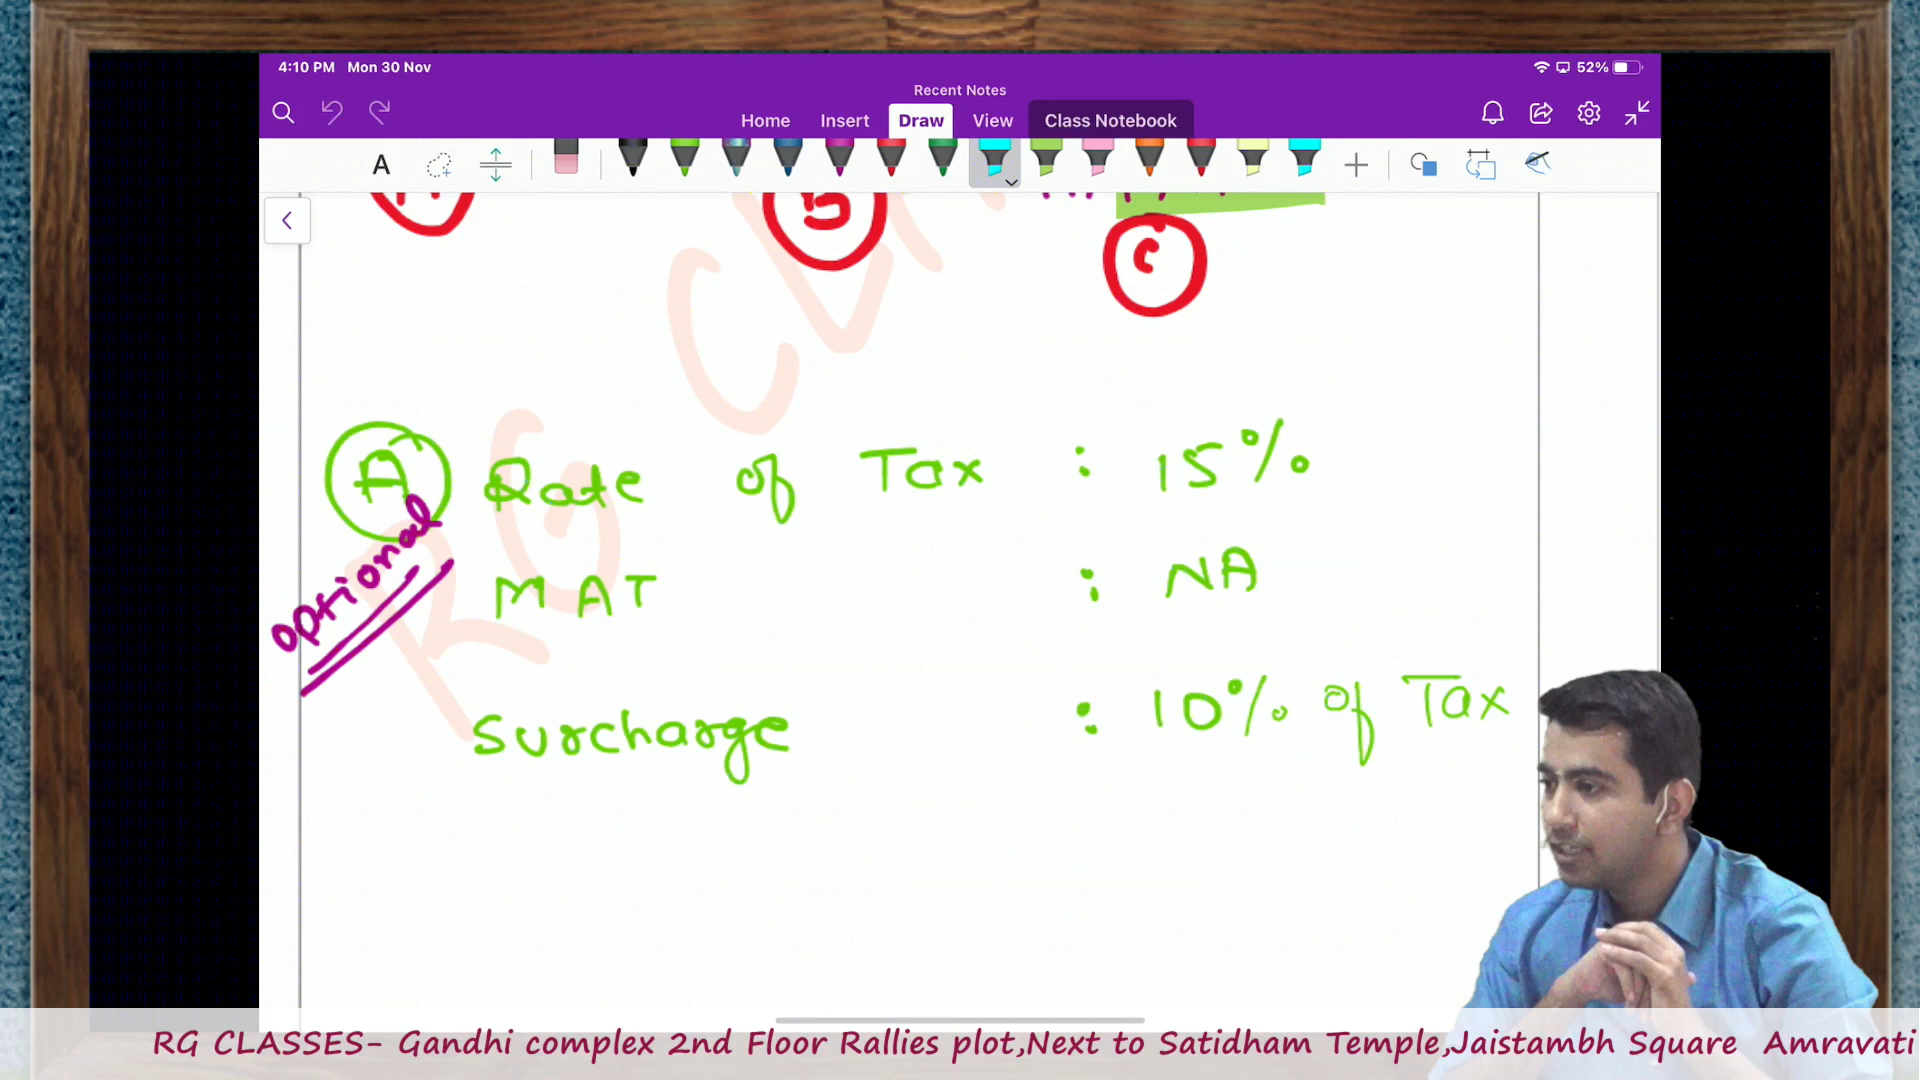 4:10 PM Mon 30 Nov
52%
Recent Notes
Home Insert Draw View Class Notebook
A
B
C
RG CLA
A Rate of Tax : 15%
optional
MAT : NA
Surcharge : 10% of Tax
RG CLASSES- Gandhi complex 2nd Floor Rallies plot,Next to Satidham Temple,Jaistambh Square Amravati